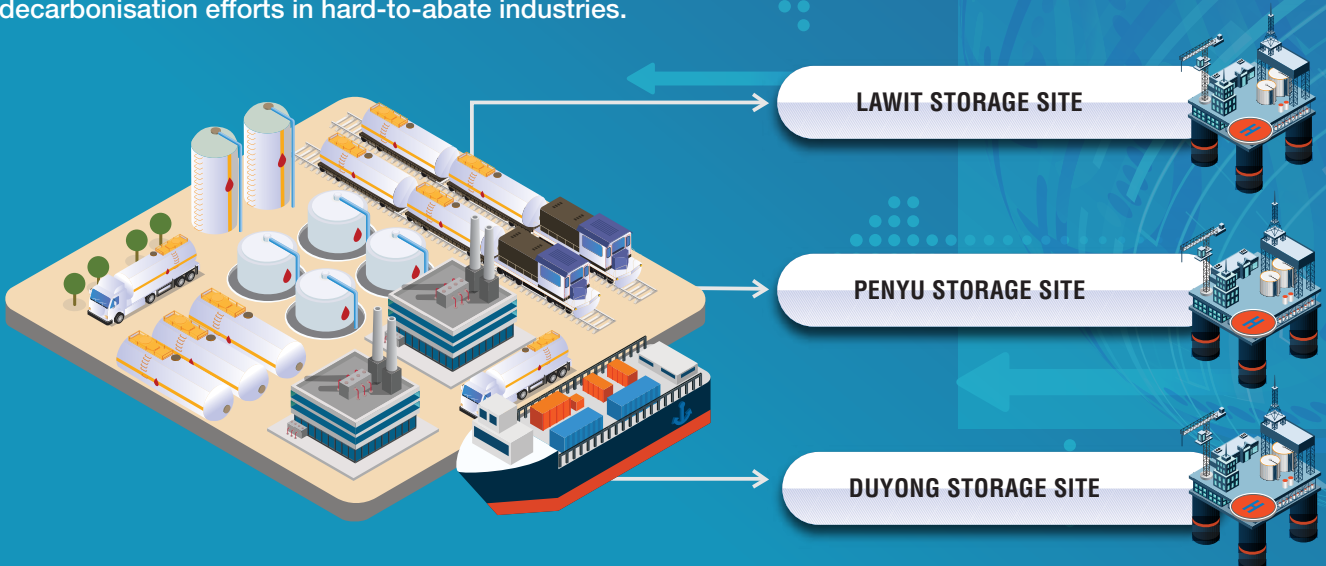 decarbonisation efforts in hard-to-abate industries.
LAWIT STORAGE SITE
H
PENYU STORAGE SITE
H
DUYONG STORAGE SITE
H